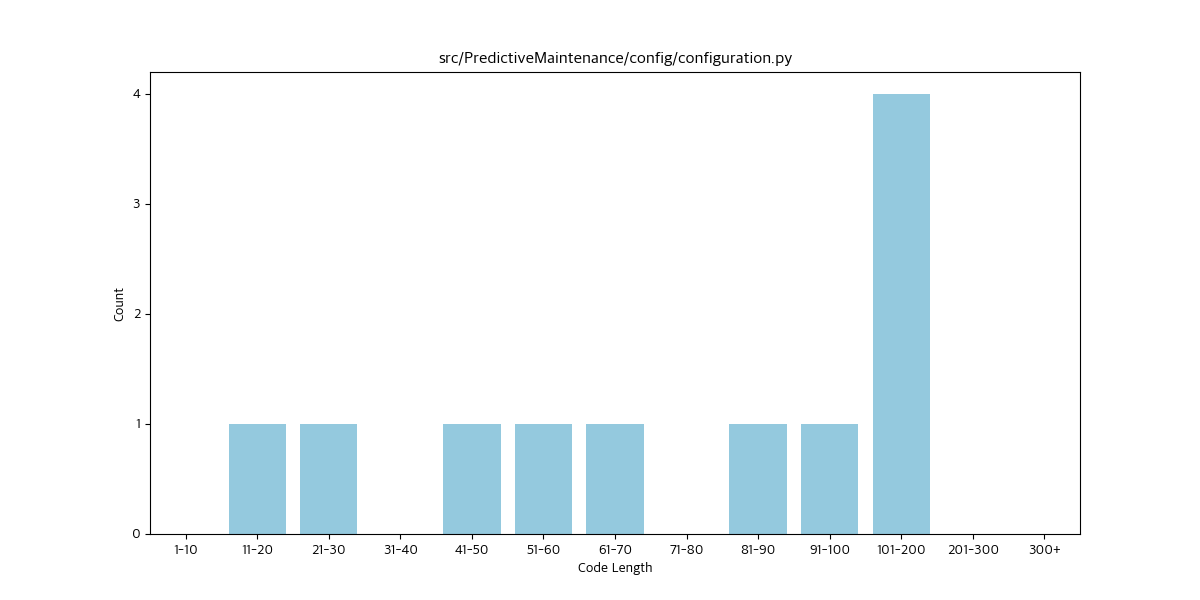 src/PredictiveMaintenance/config/configuration.py
4
3
2
1
0
Count
1-10 11-20 21-30 31-40 41-50 51-60 61-70 71-80 81-90 91-100 101-200 201-300 300+
Code Length